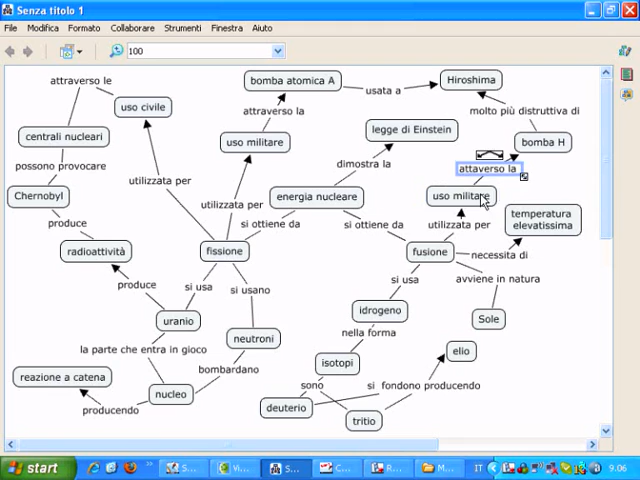 Senza titolo 1
File Modifica Formato Collaborare Strumenti Finestra Aiuto
100
attraverso le
bomba atomica A
usata a
Hiroshima
uso civile
attraverso la
molto più distruttiva di
centrali nucleari
uso militare
legge di Einstein
bomba H
possono provocare
dimostra la
attaverso la
Chernobyl
utilizzata per
utilizzata per
energia nucleare
uso militare
produce
si ottiene da
si ottiene da
utilizzata per
temperatura
elevatissima
radioattività
fissione
fusione
necessita di
produce
si usa
si usano
si usa
avviene in natura
uranio
idrogeno
Sole
neutroni
nella forma
la parte che entra in gioco
isotopi
elio
reazione a catena
bombardano
nucleo
sono
si fondono producendo
producendo
deuterio
tritio
start
S...
Vi...
S...
C...
R...
M...
IT
9.06